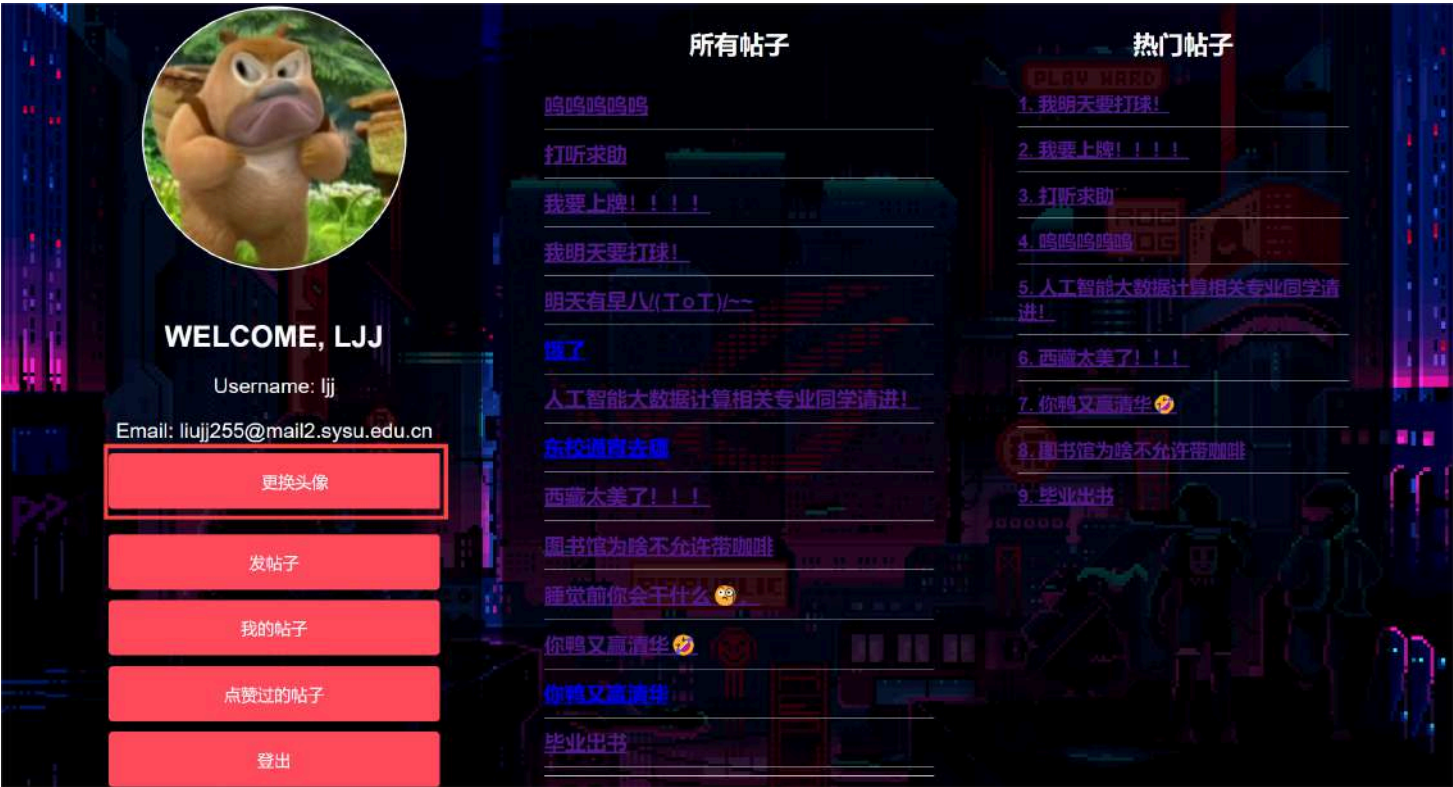 WELCOME, LJJ
Username: ljj
Email: liujj255@mail2.sysu.edu.cn
更换头像
发帖子
我的帖子
点赞过的帖子
登出
所有帖子
呜呜呜呜呜
打听求助
我要上牌！！！！
我明天要打球！
明天有早八/(ㄒoㄒ)/~~
饿了
人工智能大数据计算相关专业同学请进！
东校道宵去哪
西藏太美了！！！
图书馆为啥不允许带咖啡
睡觉前你会干什么🧐
你鸭又赢清华🤣
你鸭又赢清华
毕业出书
热门帖子
PLAY HARD
1. 我明天要打球！
2. 我要上牌！！！！
3. 打听求助
4. 呜呜呜呜呜
5. 人工智能大数据计算相关专业同学请
进！
6. 西藏太美了！！！
7. 你鸭又赢清华🤣
8. 图书馆为啥不允许带咖啡
9. 毕业出书